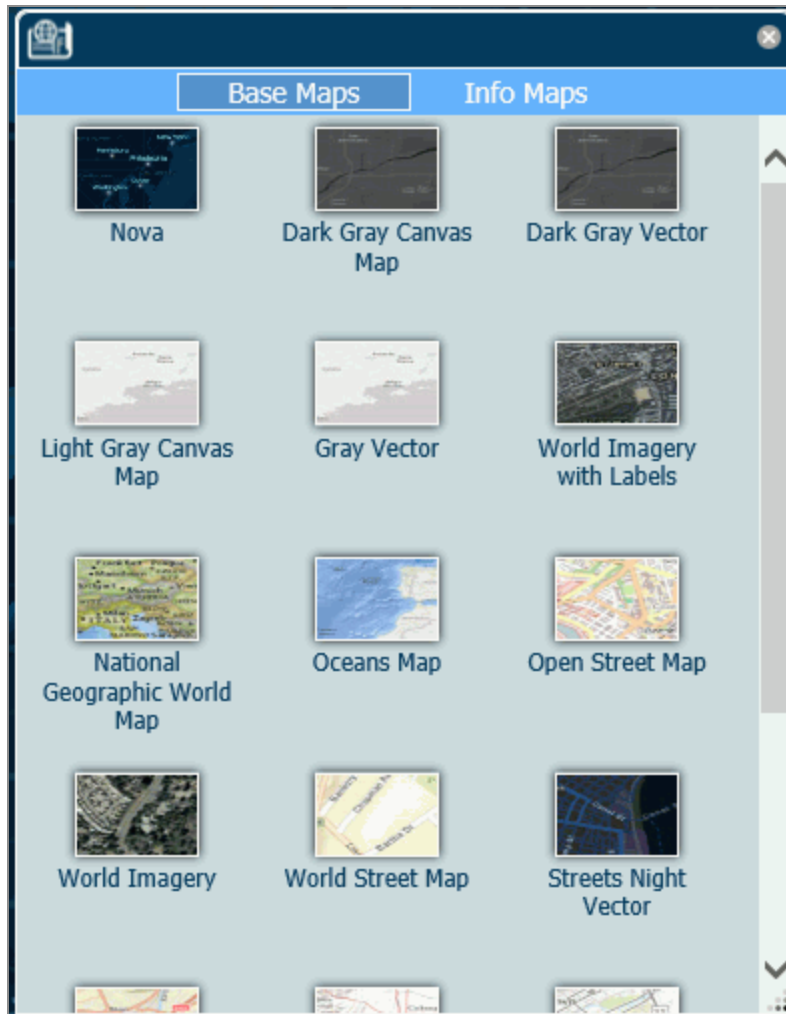 Base Maps Info Maps
Nova
Dark Gray Canvas
Map
Dark Gray Vector
Light Gray Canvas
Map
Gray Vector
World Imagery
with Labels
National
Geographic World
Map
Oceans Map
Open Street Map
World Imagery
World Street Map
Streets Night
Vector